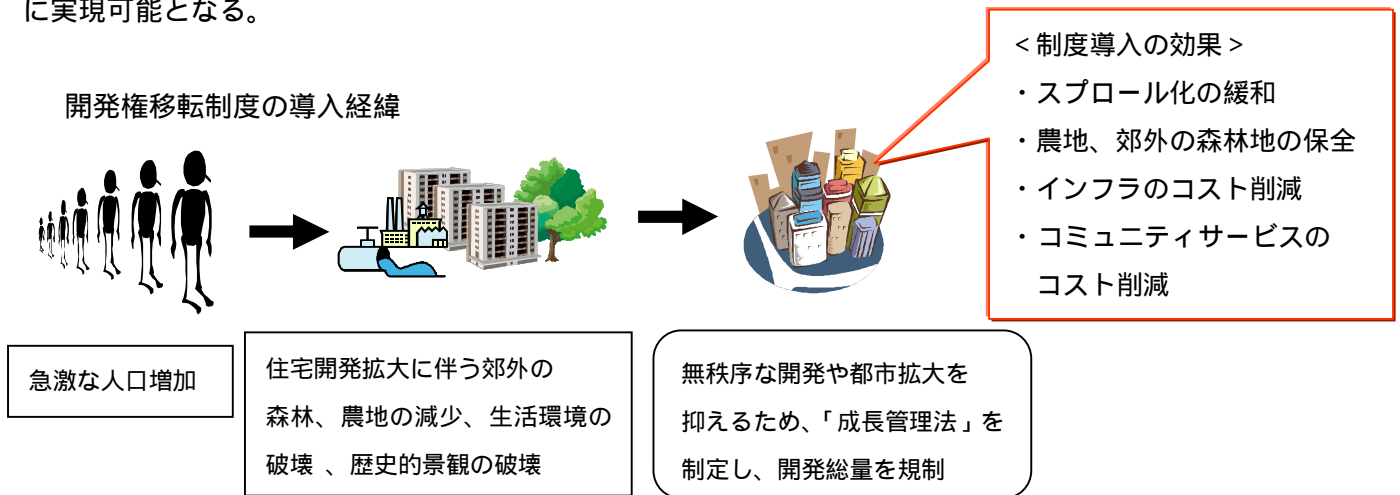 に実現可能となる。
開発権移転制度の導入経緯
<制度導入の効果>
・スプロール化の緩和
・農地、郊外の森林地の保全
・インフラのコスト削減
・コミュニティサービスの
コスト削減
急激な人口増加
住宅開発拡大に伴う郊外の
森林、農地の減少、生活環境の
破壊、歴史的景観の破壊
無秩序な開発や都市拡大を
抑えるため、「成長管理法」を
制定し、開発総量を規制